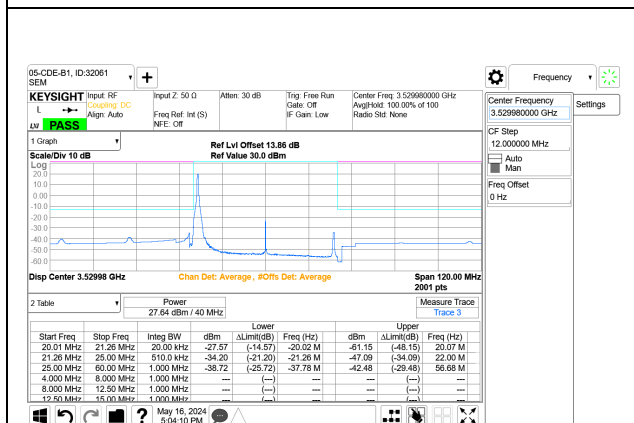 05-CDE-B1, ID:32061
SEM
Frequency
KEYSIGHT Input: RF Input Z: 50 Ω Atten: 30 dB Trig: Free Run Center Freq: 3.529980000 GHz
L Coupling: DC Gate: Off Avg|Hold: 100.00% of 100
Align: Auto Freq Ref: Int (S) IF Gain: Low Radio Std: None
LXI PASS NFE: Off
Center Frequency
3.529980000 GHz
Settings
CF Step
12.000000 MHz
Auto
Man
Freq Offset
0 Hz
1 Graph
Ref Lvl Offset 13.86 dB
Scale/Div 10 dB Ref Value 30.0 dBm
Log
20.0
10.0
0.00
-10.0
-20.0
-30.0
-40.0
-50.0
-60.0
Disp Center 3.52998 GHz Chan Det: Average, #Offs Det: Average Span 120.00 MHz
2001 pts
2 Table Power Measure Trace
27.64 dBm / 40 MHz Trace 3
Lower Upper
Start Freq Stop Freq Integ BW dBm ΔLimit(dB) Freq (Hz) dBm ΔLimit(dB) Freq (Hz)
20.01 MHz 21.26 MHz 20.00 kHz -27.57 (-14.57) -20.02 M -61.15 (-48.15) 20.07 M
21.26 MHz 25.00 MHz 510.0 kHz -34.20 (-21.20) -21.26 M -47.09 (-34.09) 22.00 M
25.00 MHz 60.00 MHz 1.000 MHz -38.72 (-25.72) -37.78 M -42.48 (-29.48) 56.68 M
4.000 MHz 8.000 MHz 1.000 MHz --- (---) --- --- (---) ---
8.000 MHz 12.50 MHz 1.000 MHz --- (---) --- --- (---) ---
12.50 MHz 15.00 MHz 1.000 MHz --- (---) --- --- (---) ---
May 16, 2024
5:04:10 PM